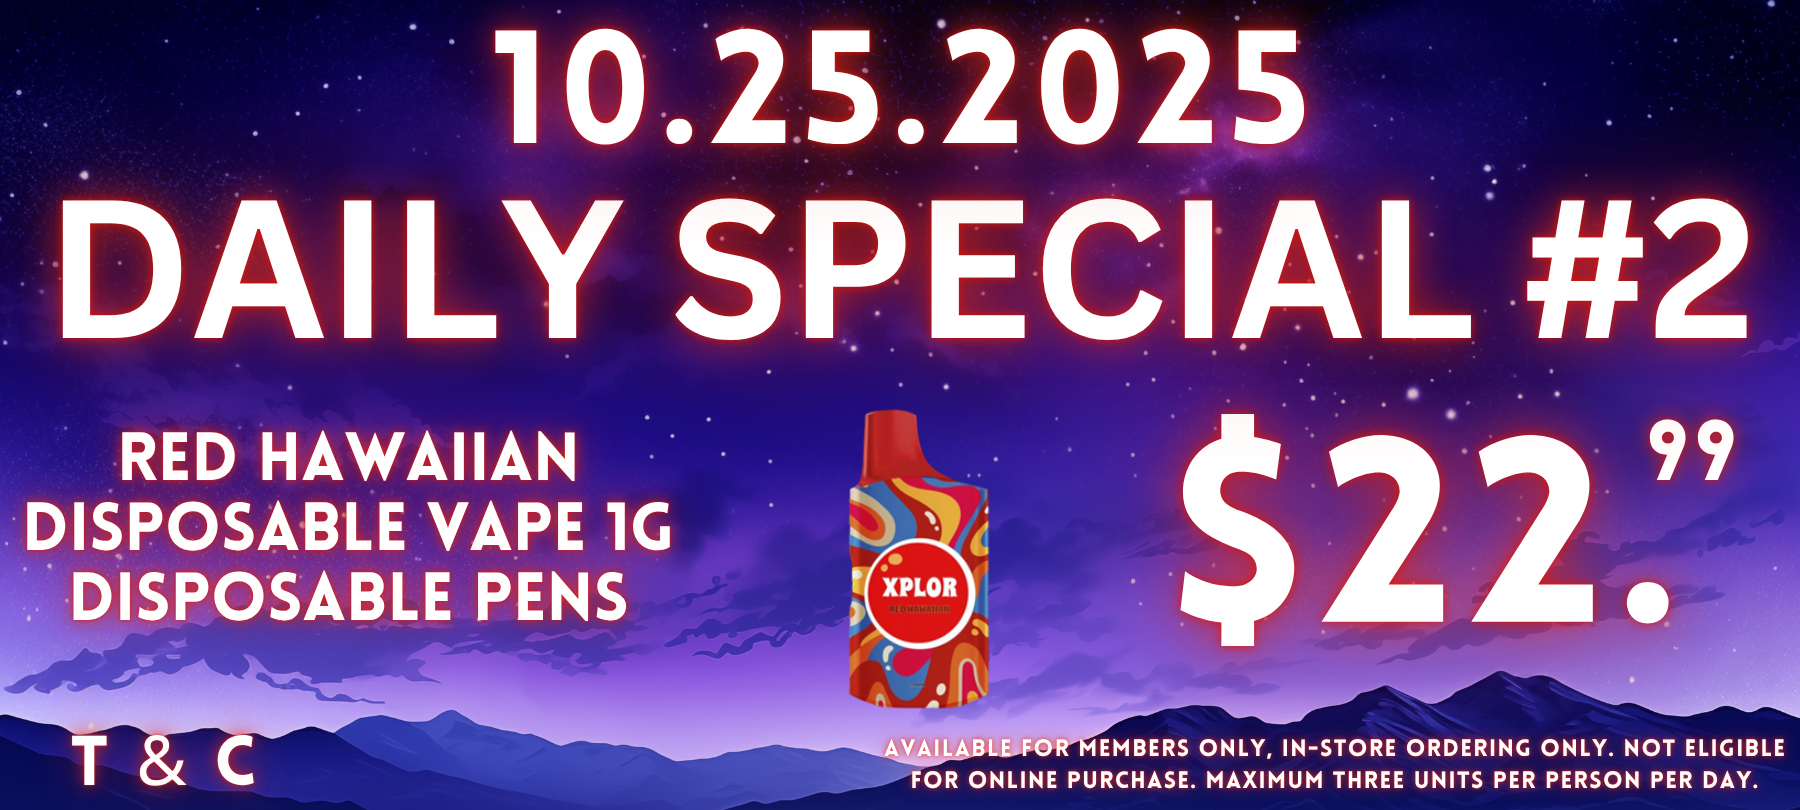 10.25.2025
DAILY SPECIAL #2
RED HAWAIIAN
DISPOSABLE VAPE 1G
DISPOSABLE PENS
XPLOR
RED HAWAIIAN
$22.99
T & C
AVAILABLE FOR MEMBERS ONLY, IN-STORE ORDERING ONLY. NOT ELIGIBLE
FOR ONLINE PURCHASE. MAXIMUM THREE UNITS PER PERSON PER DAY.